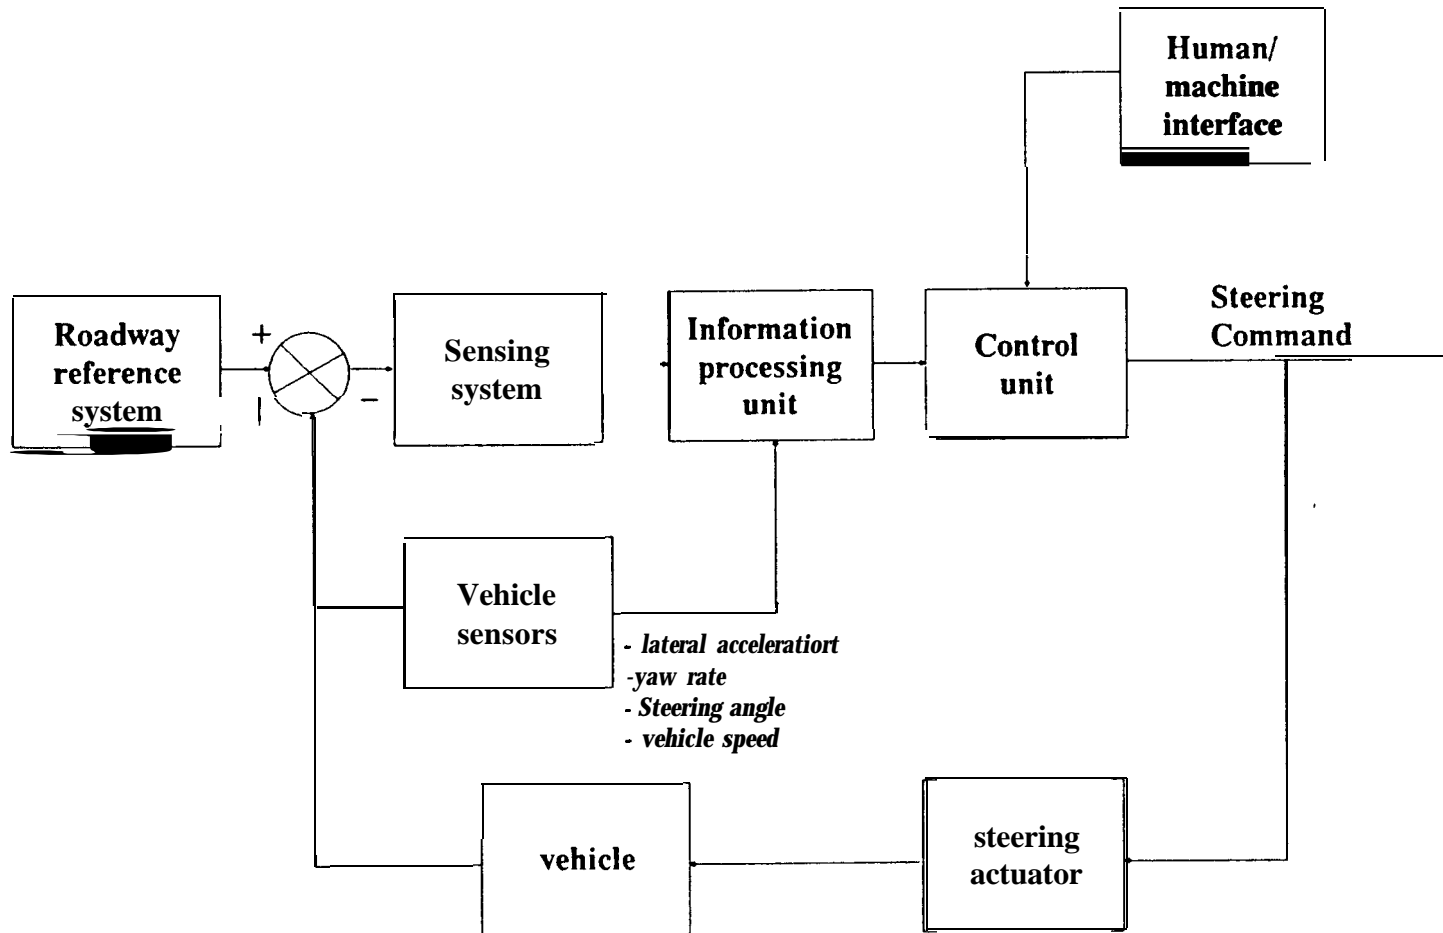 Human/
machine
interface
Roadway
reference
system
+
-
Sensing
system
Information
processing
unit
Control
unit
Steering
Command
Vehicle
sensors
- lateral acceleratiort
-yaw rate
- Steering angle
- vehicle speed
vehicle
steering
actuator